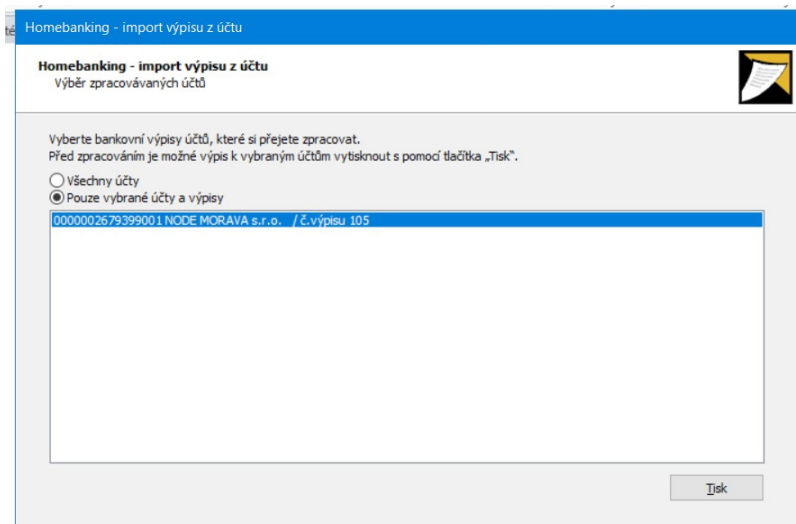 té
Homebanking - import výpisu z účtu
Homebanking - import výpisu z účtu
Výběr zpracovávaných účtů
Vyberte bankovní výpisy účtů, které si přejete zpracovat.
Před zpracováním je možné výpis k vybraným účtům vytisknout s pomocí tlačítka „Tisk“.
Všechny účty
Pouze vybrané účty a výpisy
0000002679399001 NODE MORAVA s.r.o. / č.výpisu 105
Tisk